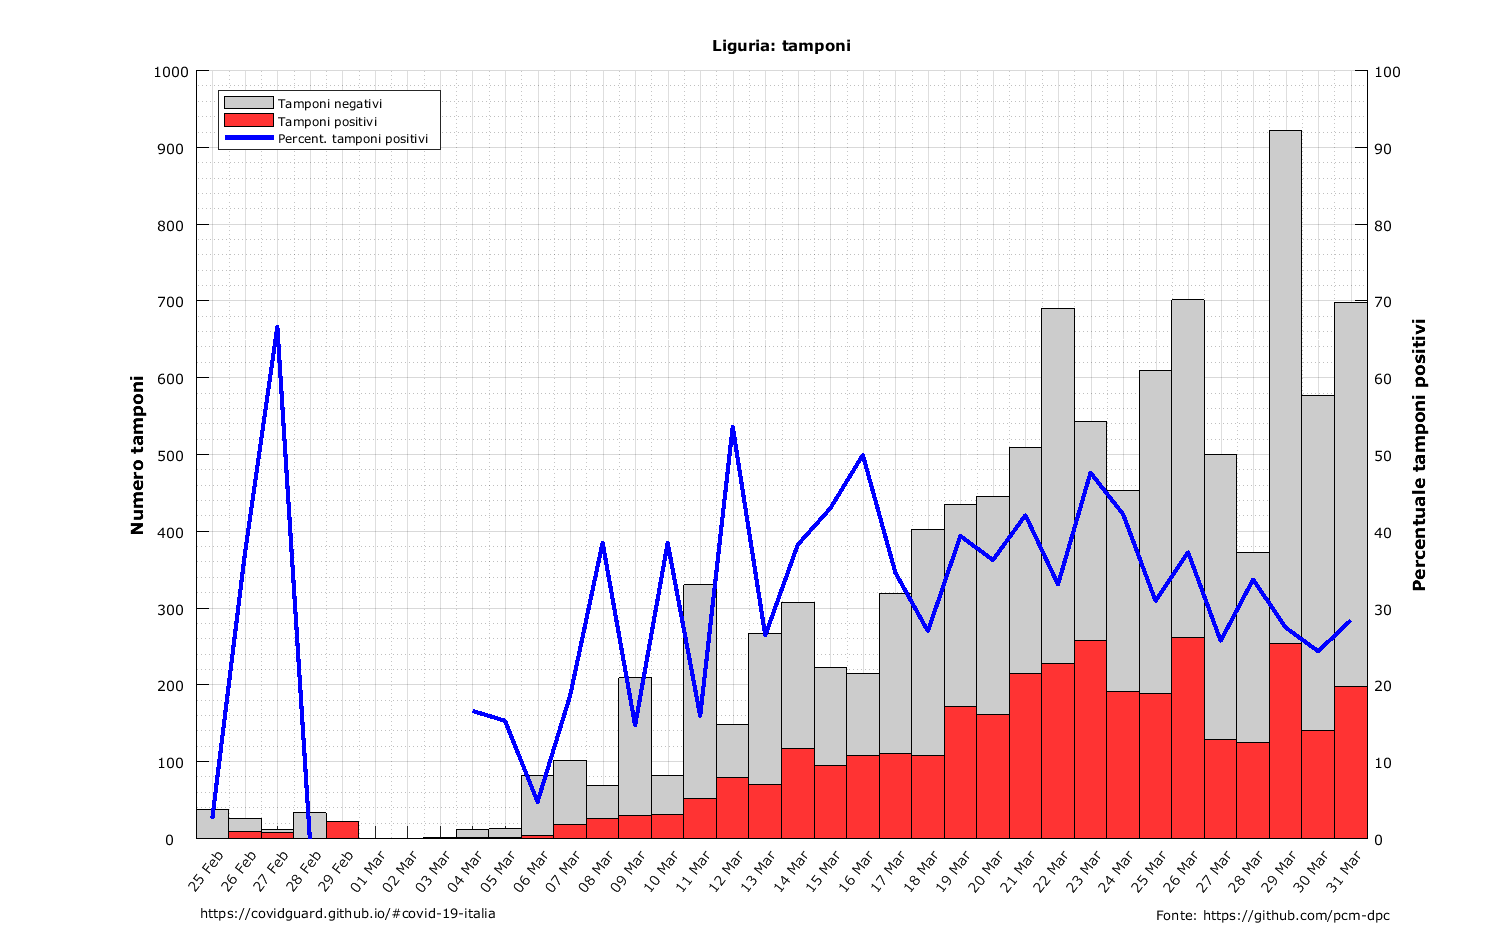 Liguria: tamponi
1000
900
800
700
600
500
400
300
200
100
0
Numero tamponi
Tamponi negativi
Tamponi positivi
Percent. tamponi positivi
100
90
80
70
60
50
40
30
20
10
0
Percentuale tamponi positivi
25 Feb
26 Feb
27 Feb
28 Feb
29 Feb
01 Mar
02 Mar
03 Mar
04 Mar
05 Mar
06 Mar
07 Mar
08 Mar
09 Mar
10 Mar
11 Mar
12 Mar
13 Mar
14 Mar
15 Mar
16 Mar
17 Mar
18 Mar
19 Mar
20 Mar
21 Mar
22 Mar
23 Mar
24 Mar
25 Mar
26 Mar
27 Mar
28 Mar
29 Mar
30 Mar
31 Mar
https://covidguard.github.io/#covid-19-italia
Fonte: https://github.com/pcm-dpc